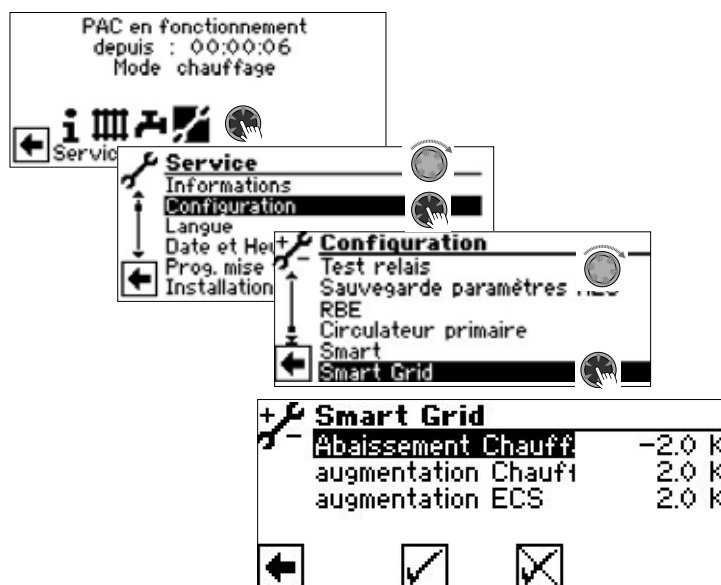 PAC en fonctionnement
depuis : 00:00:06
Mode chauffage
Service
Informations
Configuration
Langue
Date et
Prog. mise
Installation
Configuration
Test relais
Sauvegarde paramètres
RBE
Circulateur primaire
Smart
Smart Grid
Smart Grid
Abaissement Chauff. -2.0 K
augmentation Chauff 2.0 K
augmentation ECS 2.0 K